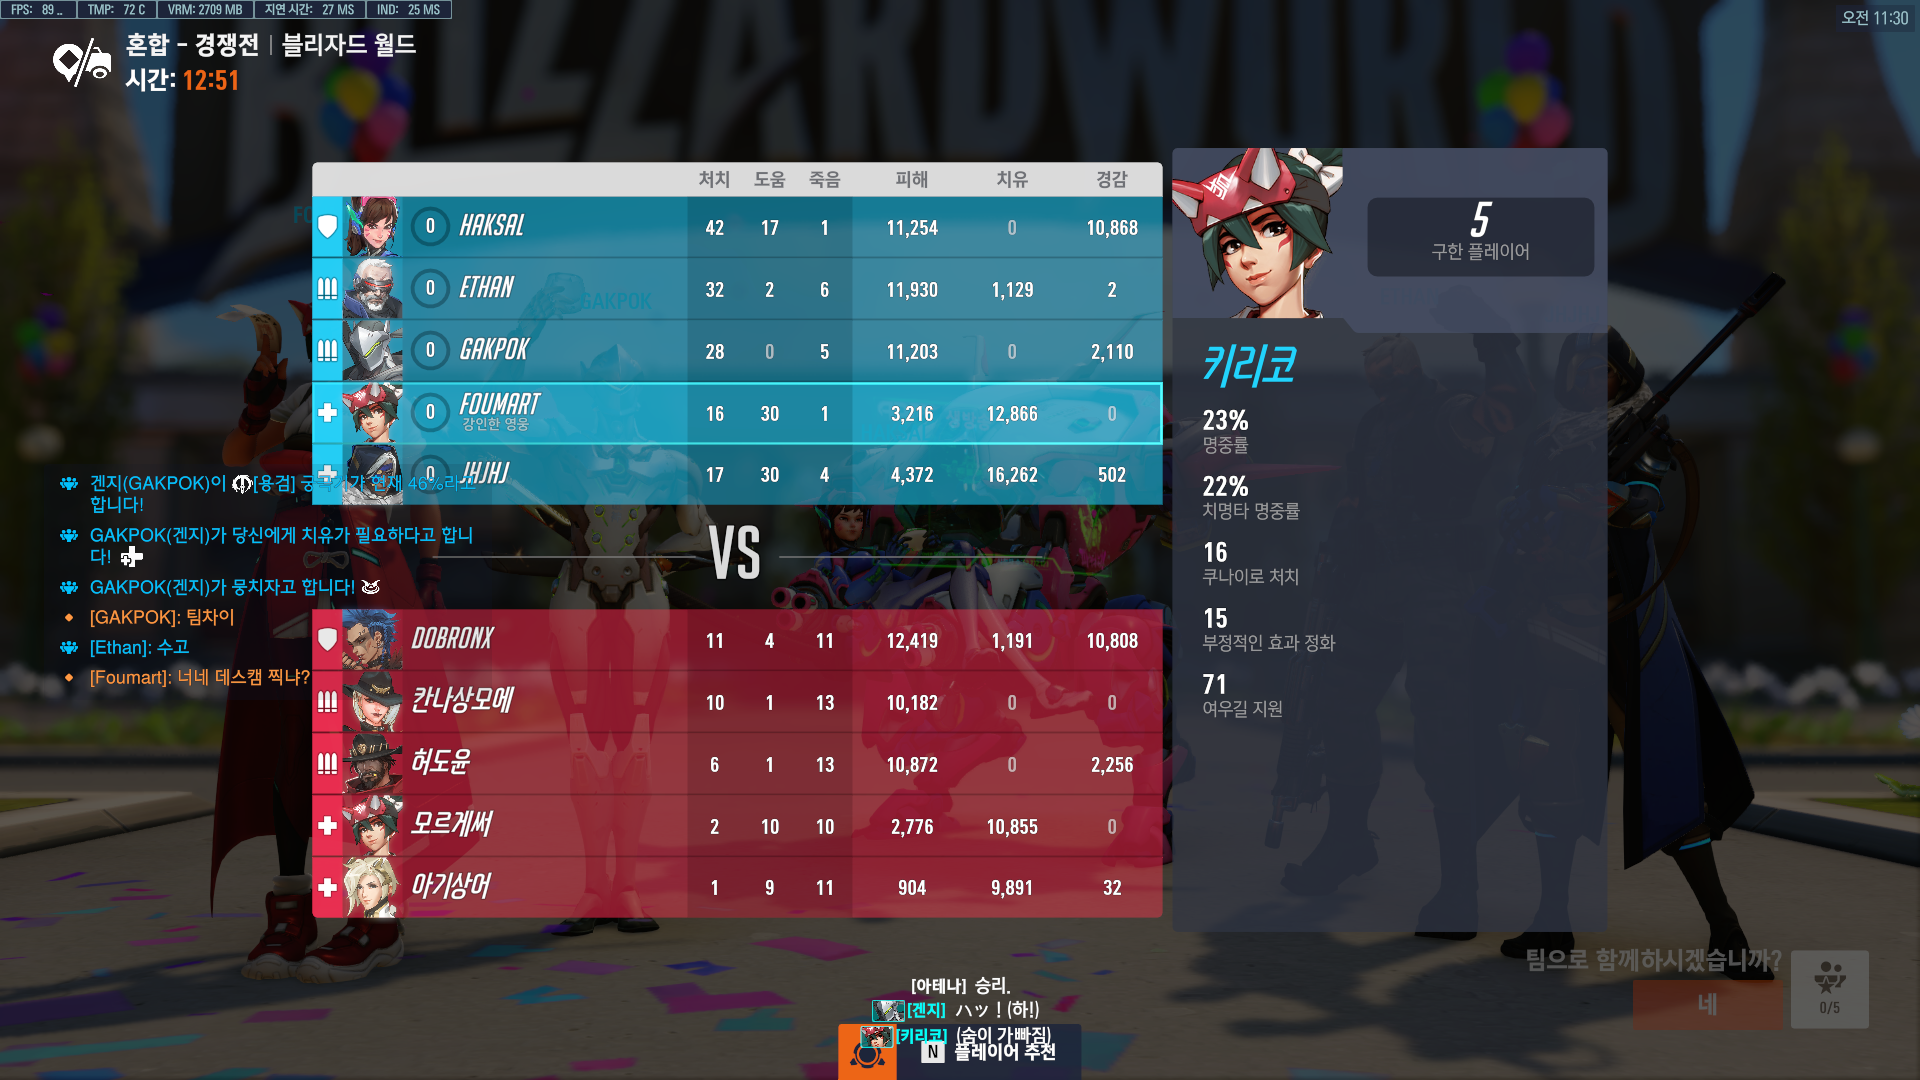 FPS: 89 .. TMP: 72 C VRM: 2709 MB 지연 시간: 27 MS IND: 25 MS
오전 11:30
혼합 - 경쟁전 | 블리자드 월드
시간: 12:51
BLIZZARDWORLD
처치 도움 죽음 피해 치유 경감
0 HAKSAL 42 17 1 11,254 0 10,868
0 ETHAN 32 2 6 11,930 1,129 2
GAKPOK
0 GAKPOK 28 0 5 11,203 0 2,110
0 FOUMART 16 30 1 3,216 12,866 0
강인한 영웅
0 JHJHJ 17 30 4 4,372 16,262 502
겐지(GAKPOK)이 [용검] 궁극기가 현재 46%라고
합니다!
GAKPOK(겐지)가 당신에게 치유가 필요하다고 합니
다!
GAKPOK(겐지)가 뭉치자고 합니다!
[GAKPOK]: 팀차이
[Ethan]: 수고
[Foumart]: 너네 데스캠 찍냐?
VS
DOBRONX 11 4 11 12,419 1,191 10,808
칸나상모에 10 1 13 10,182 0 0
허도윤 6 1 13 10,872 0 2,256
모르게써 2 10 10 2,776 10,855 0
아기상어 1 9 11 904 9,891 32
5
구한 플레이어
키리코
23%
명중률
22%
치명타 명중률
16
쿠나이로 처치
15
부정적인 효과 정화
71
여우길 지원
팀으로 함께하시겠습니까?
네
0/5
[아테나] 승리.
[겐지] ハッ！(하!)
[키리코] (숨이 가빠짐)
N 플레이어 추천